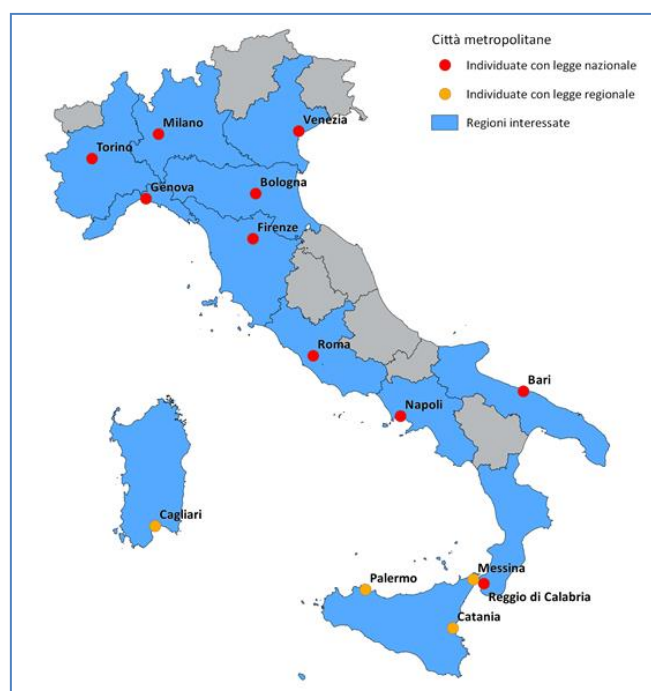 Città metropolitane
Individuate con legge nazionale
Individuate con legge regionale
Regioni interessate
Milano
Venezia
Torino
Genova
Bologna
Firenze
Roma
Bari
Napoli
Cagliari
Messina
Palermo
Reggio di Calabria
Catania